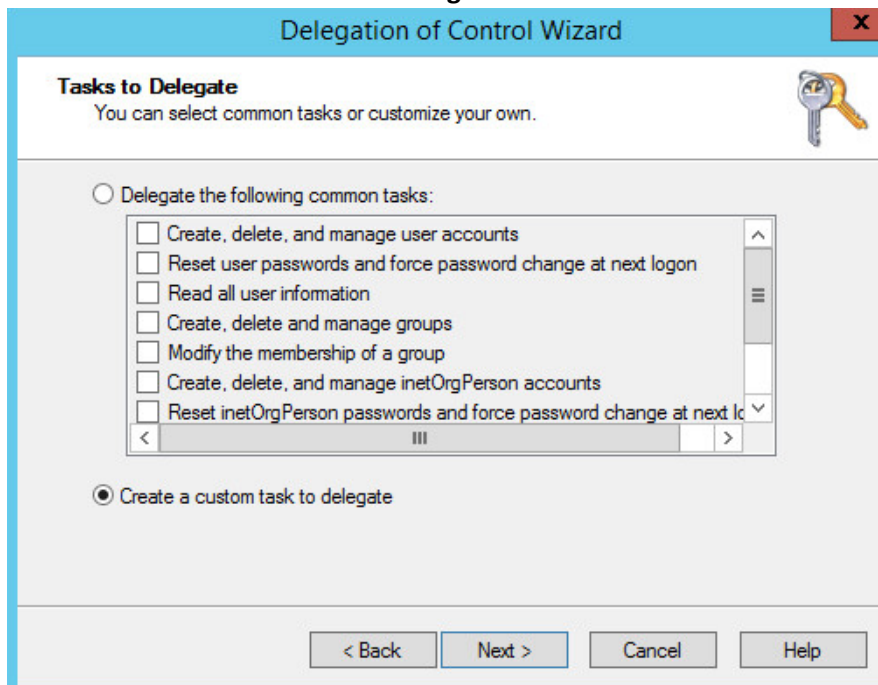 Delegation of Control Wizard
X
Tasks to Delegate
You can select common tasks or customize your own.
Delegate the following common tasks:
Create, delete, and manage user accounts
Reset user passwords and force password change at next logon
Read all user information
Create, delete and manage groups
Modify the membership of a group
Create, delete, and manage inetOrgPerson accounts
Reset inetOrgPerson passwords and force password change at next
Create a custom task to delegate
< Back Next > Cancel Help